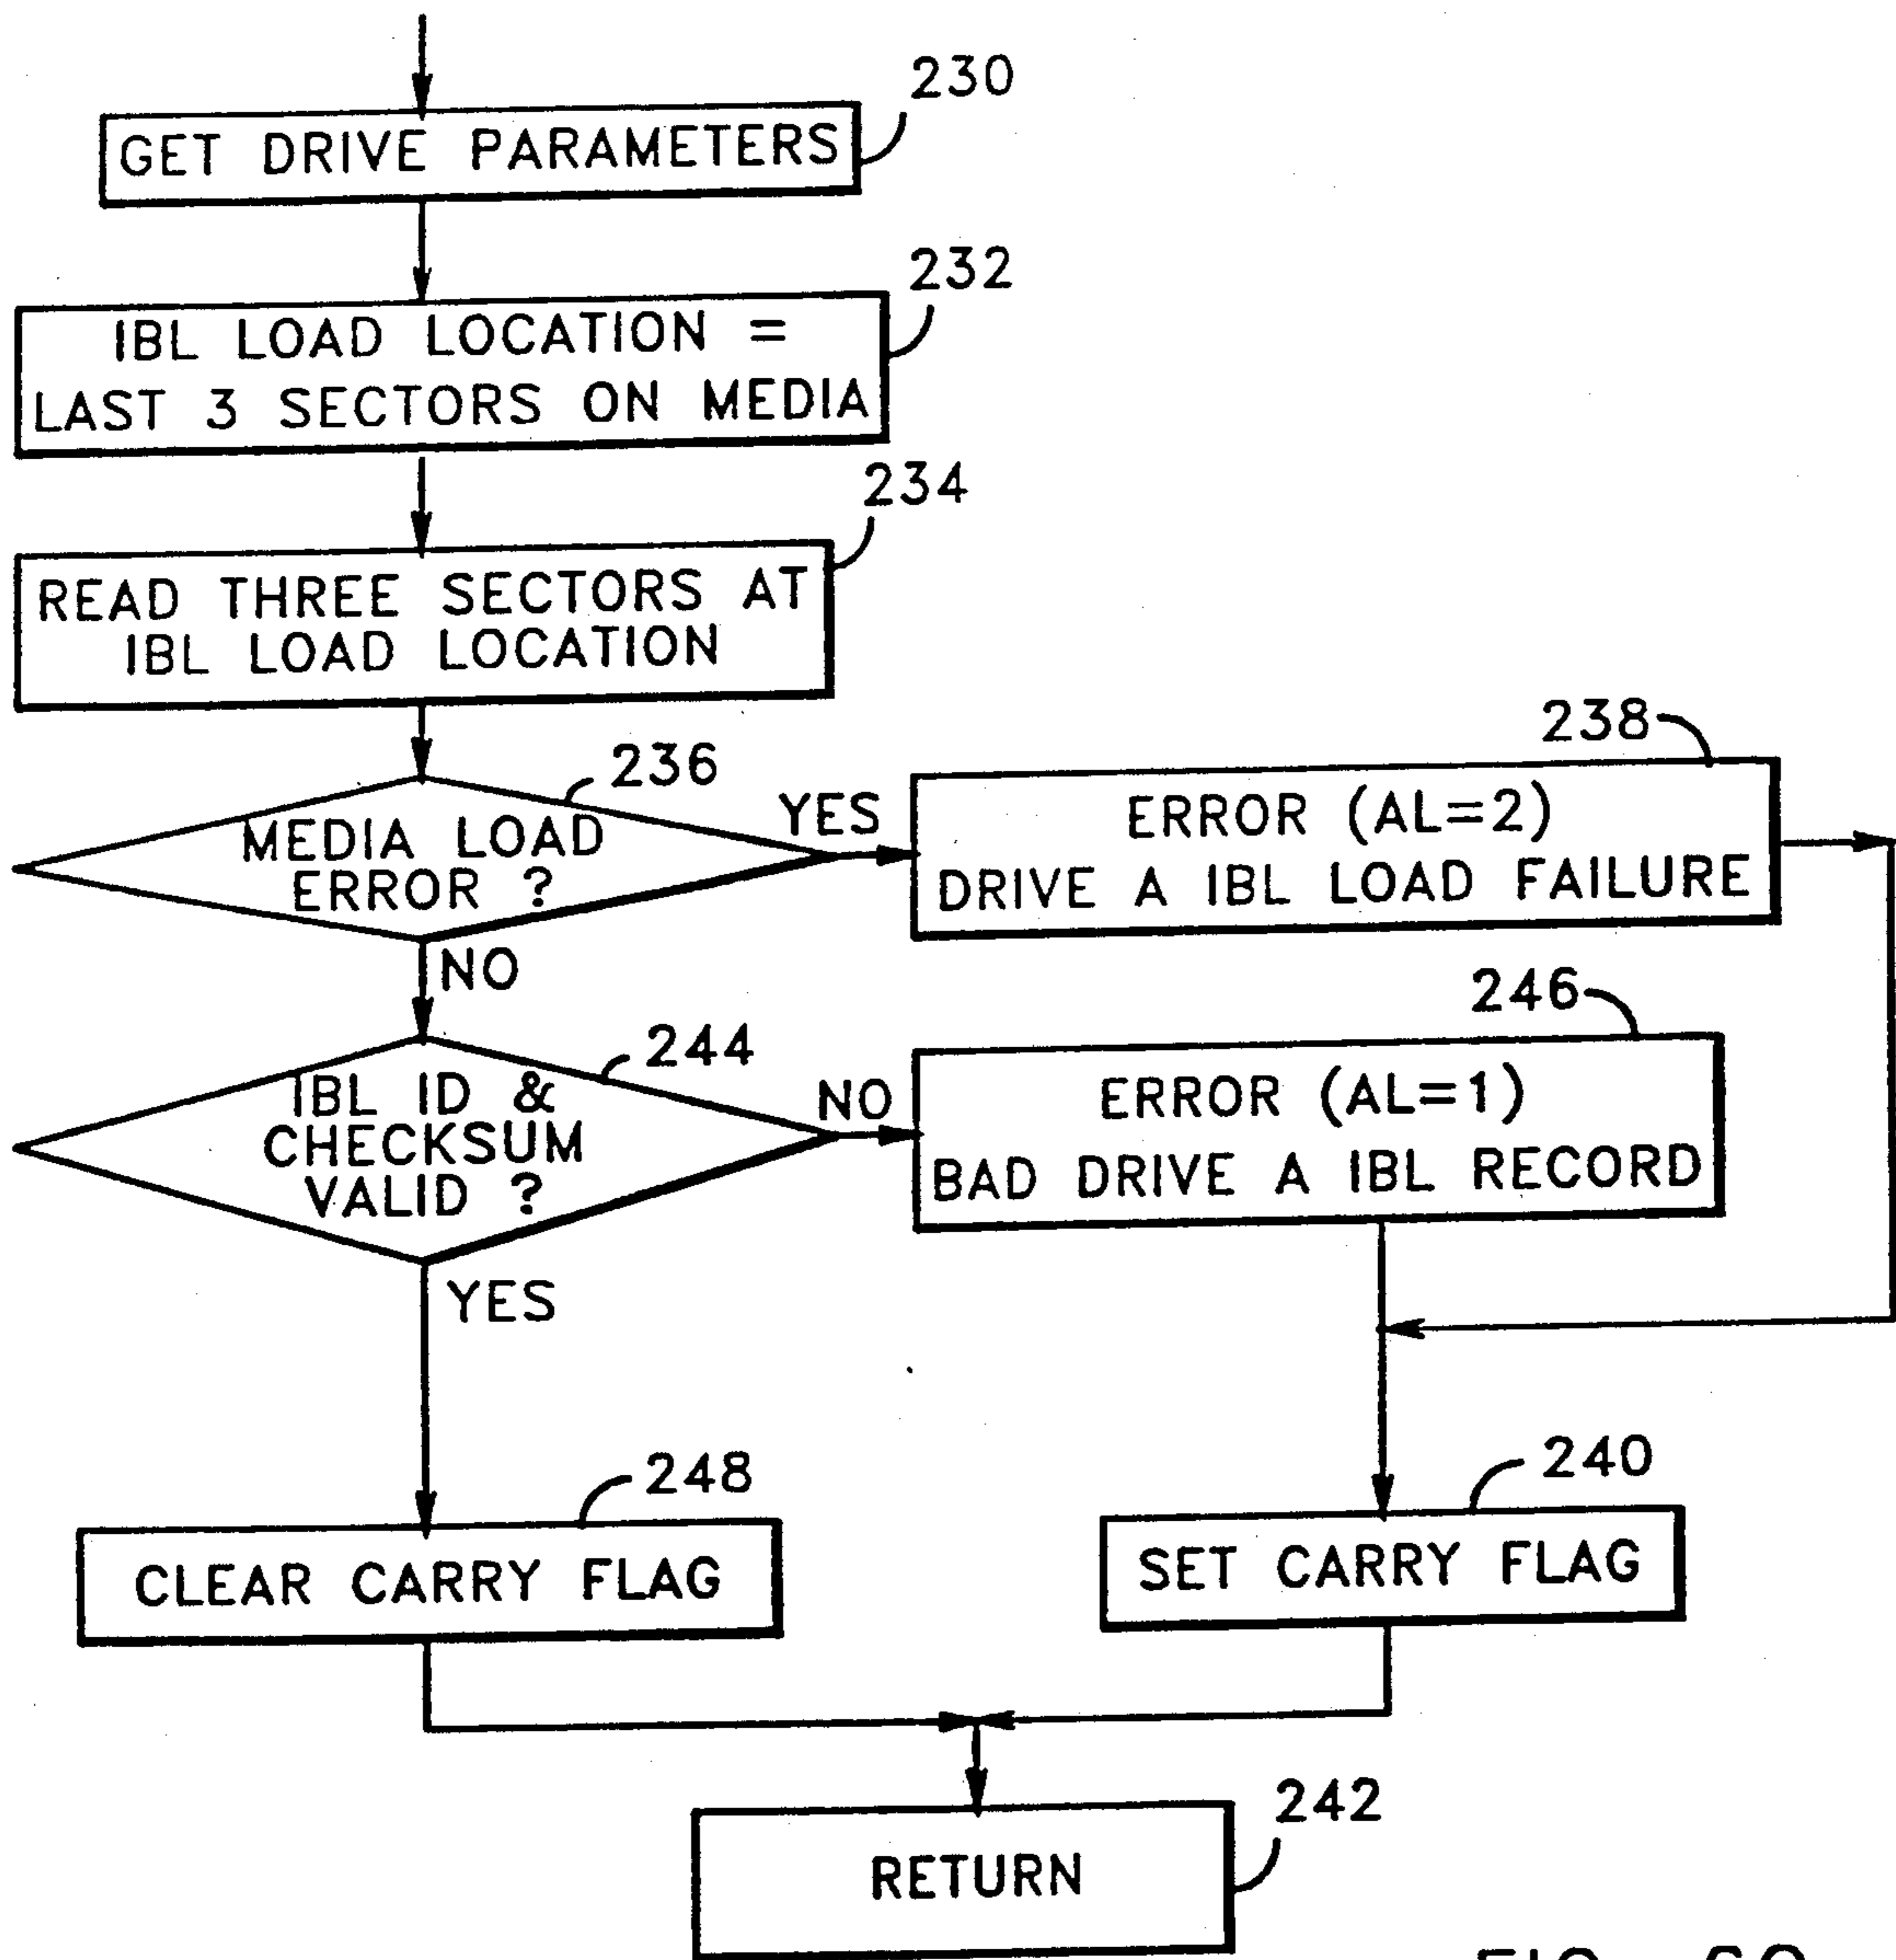 230
GET DRIVE PARAMETERS
232
IBL LOAD LOCATION =
LAST 3 SECTORS ON MEDIA
234
READ THREE SECTORS AT
IBL LOAD LOCATION
236
MEDIA LOAD
ERROR ?
YES
238
ERROR (AL=2)
DRIVE A IBL LOAD FAILURE
NO
244
IBL ID &
CHECKSUM
VALID ?
NO
246
ERROR (AL=1)
BAD DRIVE A IBL RECORD
YES
248
CLEAR CARRY FLAG
240
SET CARRY FLAG
242
RETURN